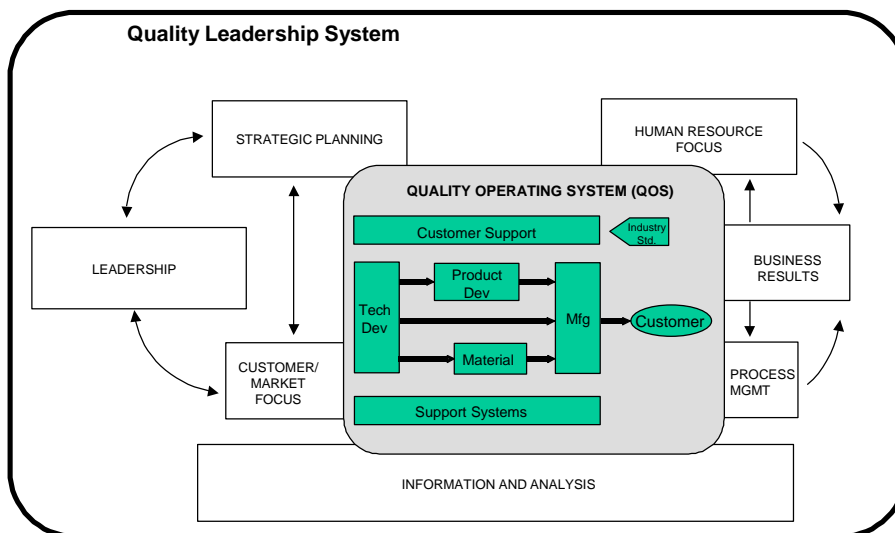 Quality Leadership System
STRATEGIC PLANNING
HUMAN RESOURCE
FOCUS
QUALITY OPERATING SYSTEM (QOS)
Customer Support
Industry
Std.
LEADERSHIP
BUSINESS
RESULTS
Product
Dev
Tech
Dev
Mfg
Customer
Material
CUSTOMER/
MARKET
FOCUS
PROCESS
MGMT
Support Systems
INFORMATION AND ANALYSIS